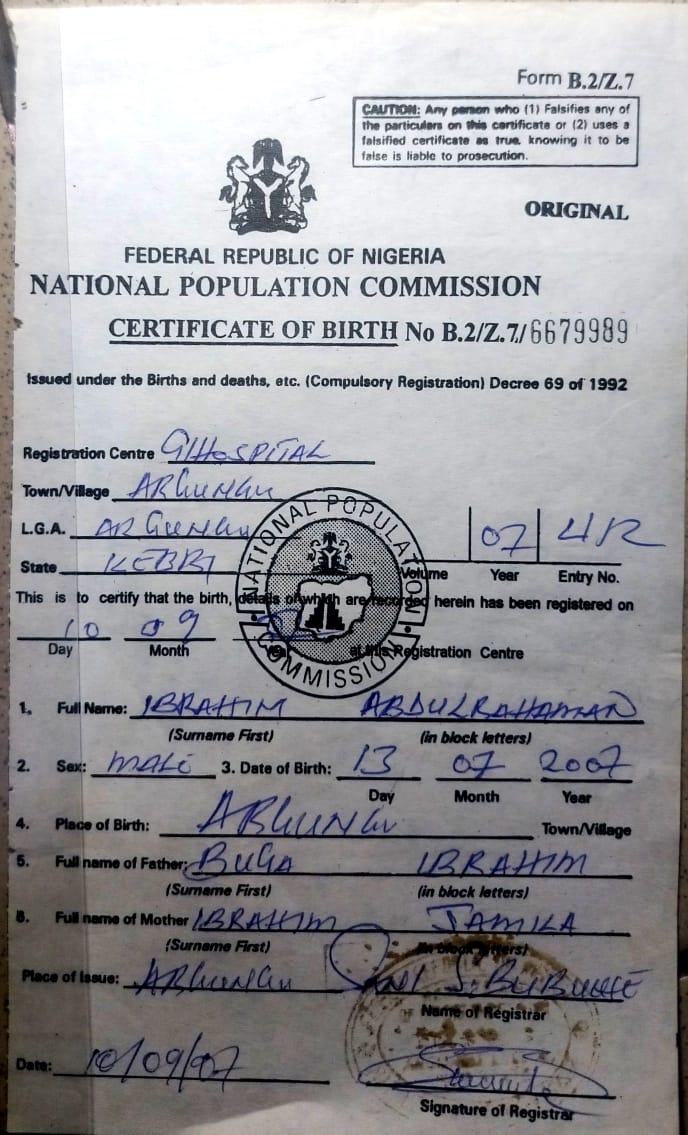 Form B.2/Z.7
CAUTION: Any person who (1) Falsifies any of
the particulars on this certificate or (2) uses a
falsified certificate as true, knowing it to be
false is liable to prosecution.
ORIGINAL
FEDERAL REPUBLIC OF NIGERIA
NATIONAL POPULATION COMMISSION
CERTIFICATE OF BIRTH No B.2/Z.7/6679989
Issued under the Births and deaths, etc. (Compulsory Registration) Decree 69 of 1992
Registration Centre G/HOSPITAL
Town/Village ARGUNGU
L.G.A. ARGUNGU
07
State KEBBI
Volume Year Entry No.
NATIONAL POPULATION COMMISSION
This is to certify that the birth, details of which are recorded herein has been registered on
10 09
Day Month at this Registration Centre
1. Full Name: IBRAHIM ABDULRAHAMAN
(Surname First) (in block letters)
2. Sex: MALE 3. Date of Birth: 13 07 2007
Day Month Year
4. Place of Birth: ARGUNGU Town/Village
5. Full name of Father: BUGA IBRAHIM
(Surname First) (in block letters)
6. Full name of Mother IBRAHIM JAMILA
(Surname First) (in block letters)
Place of Issue: ARGUNGU SANI S.
Name of Registrar
Date: 10/09/07
Signature of Registrar